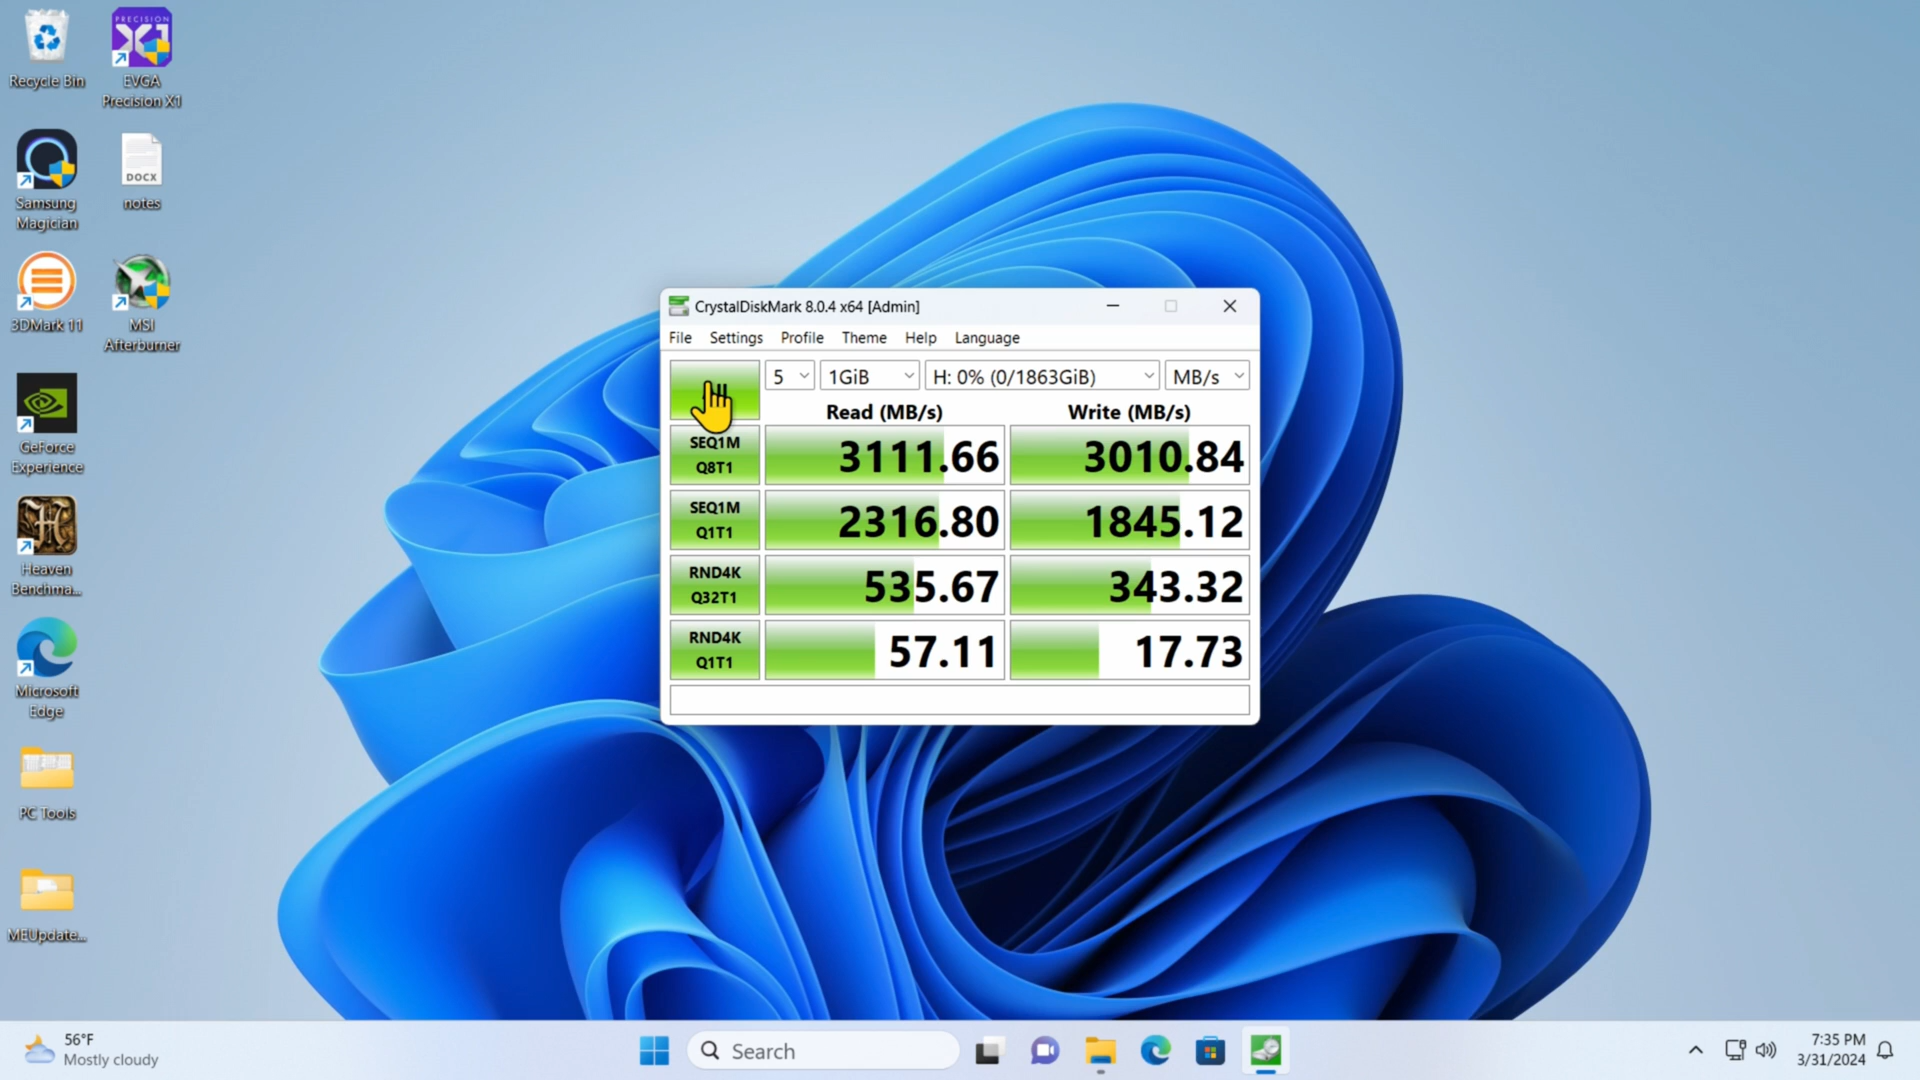 Recycle Bin
PRECISION
X1
EVGA
Precision X1
Samsung
Magician
DOCX
notes
3DMark 11
MSI
Afterburner
GeForce
Experience
Heaven
Benchma...
Microsoft
Edge
PC Tools
MEUpdate...
CrystalDiskMark 8.0.4 x64 [Admin]
File Settings Profile Theme Help Language
5 1GiB H: 0% (0/1863GiB) MB/s
Read (MB/s) Write (MB/s)
SEQ1M
Q8T1
3111.66 3010.84
SEQ1M
Q1T1
2316.80 1845.12
RND4K
Q32T1
535.67 343.32
RND4K
Q1T1
57.11 17.73
56°F
Mostly cloudy
Search
7:35 PM
3/31/2024